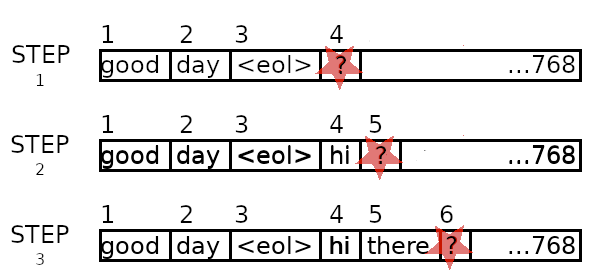 1 2 3 4
STEP 1 good day <eol> ? ...768
1 2 3 4 5
STEP 2 good day <eol> hi ? ...768
1 2 3 4 5 6
STEP 3 good day <eol> hi there ? ...768